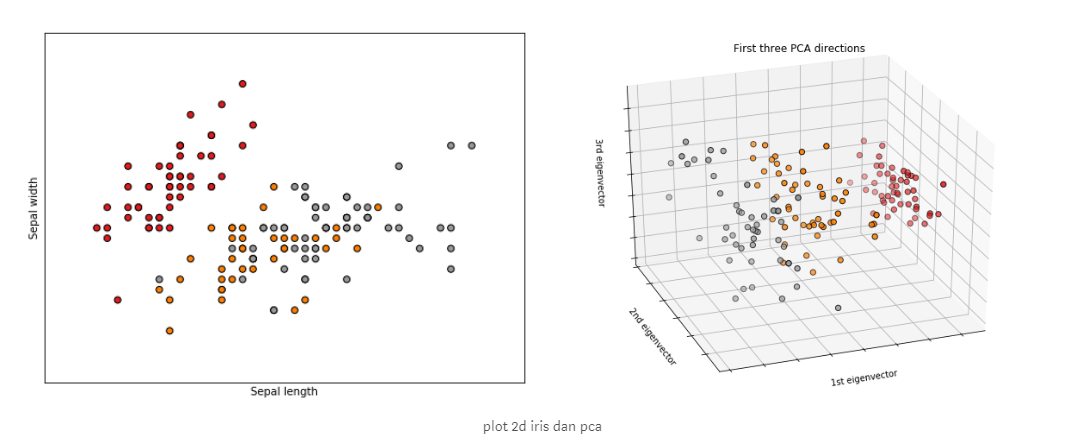 Sepal width
Sepal length
First three PCA directions
3rd eigenvector
2nd eigenvector
1st eigenvector
plot 2d iris dan pca